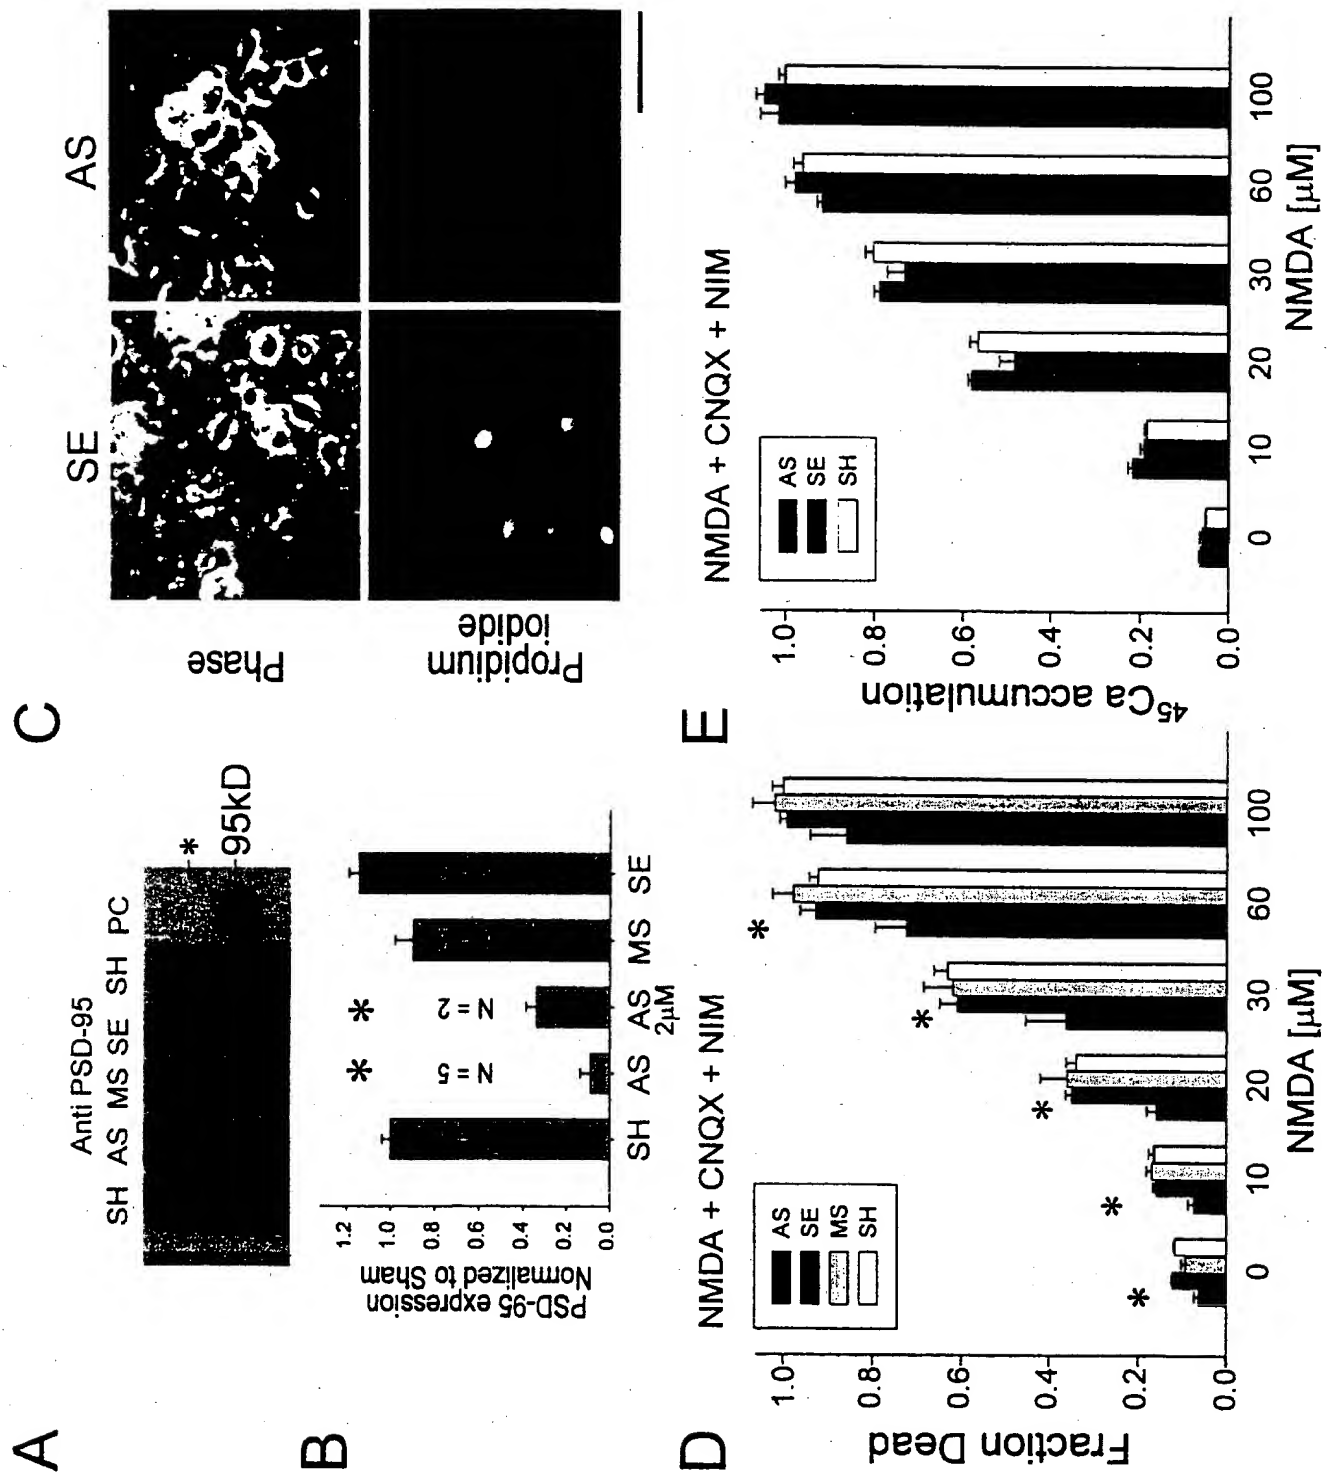 A
Anti PSD-95
SH AS MS SE SH PC
*
95kD
B
PSD-95 expression
Normalized to Sham
1.2
1.0
0.8
0.6
0.4
0.2
0.0
* *
N = 5 N = 2
SH AS AS MS SE
2µM
C
SE AS
Phase
Propidium
iodide
D
NMDA + CNQX + NIM
AS
SE
MS
SH
Fraction Dead
1.0
0.8
0.6
0.4
0.2
0.0
* * * * *
0 10 20 30 60 100
NMDA [µM]
E
NMDA + CNQX + NIM
AS
SE
SH
⁴⁵Ca accumulation
1.0
0.8
0.6
0.4
0.2
0.0
0 10 20 30 60 100
NMDA [µM]